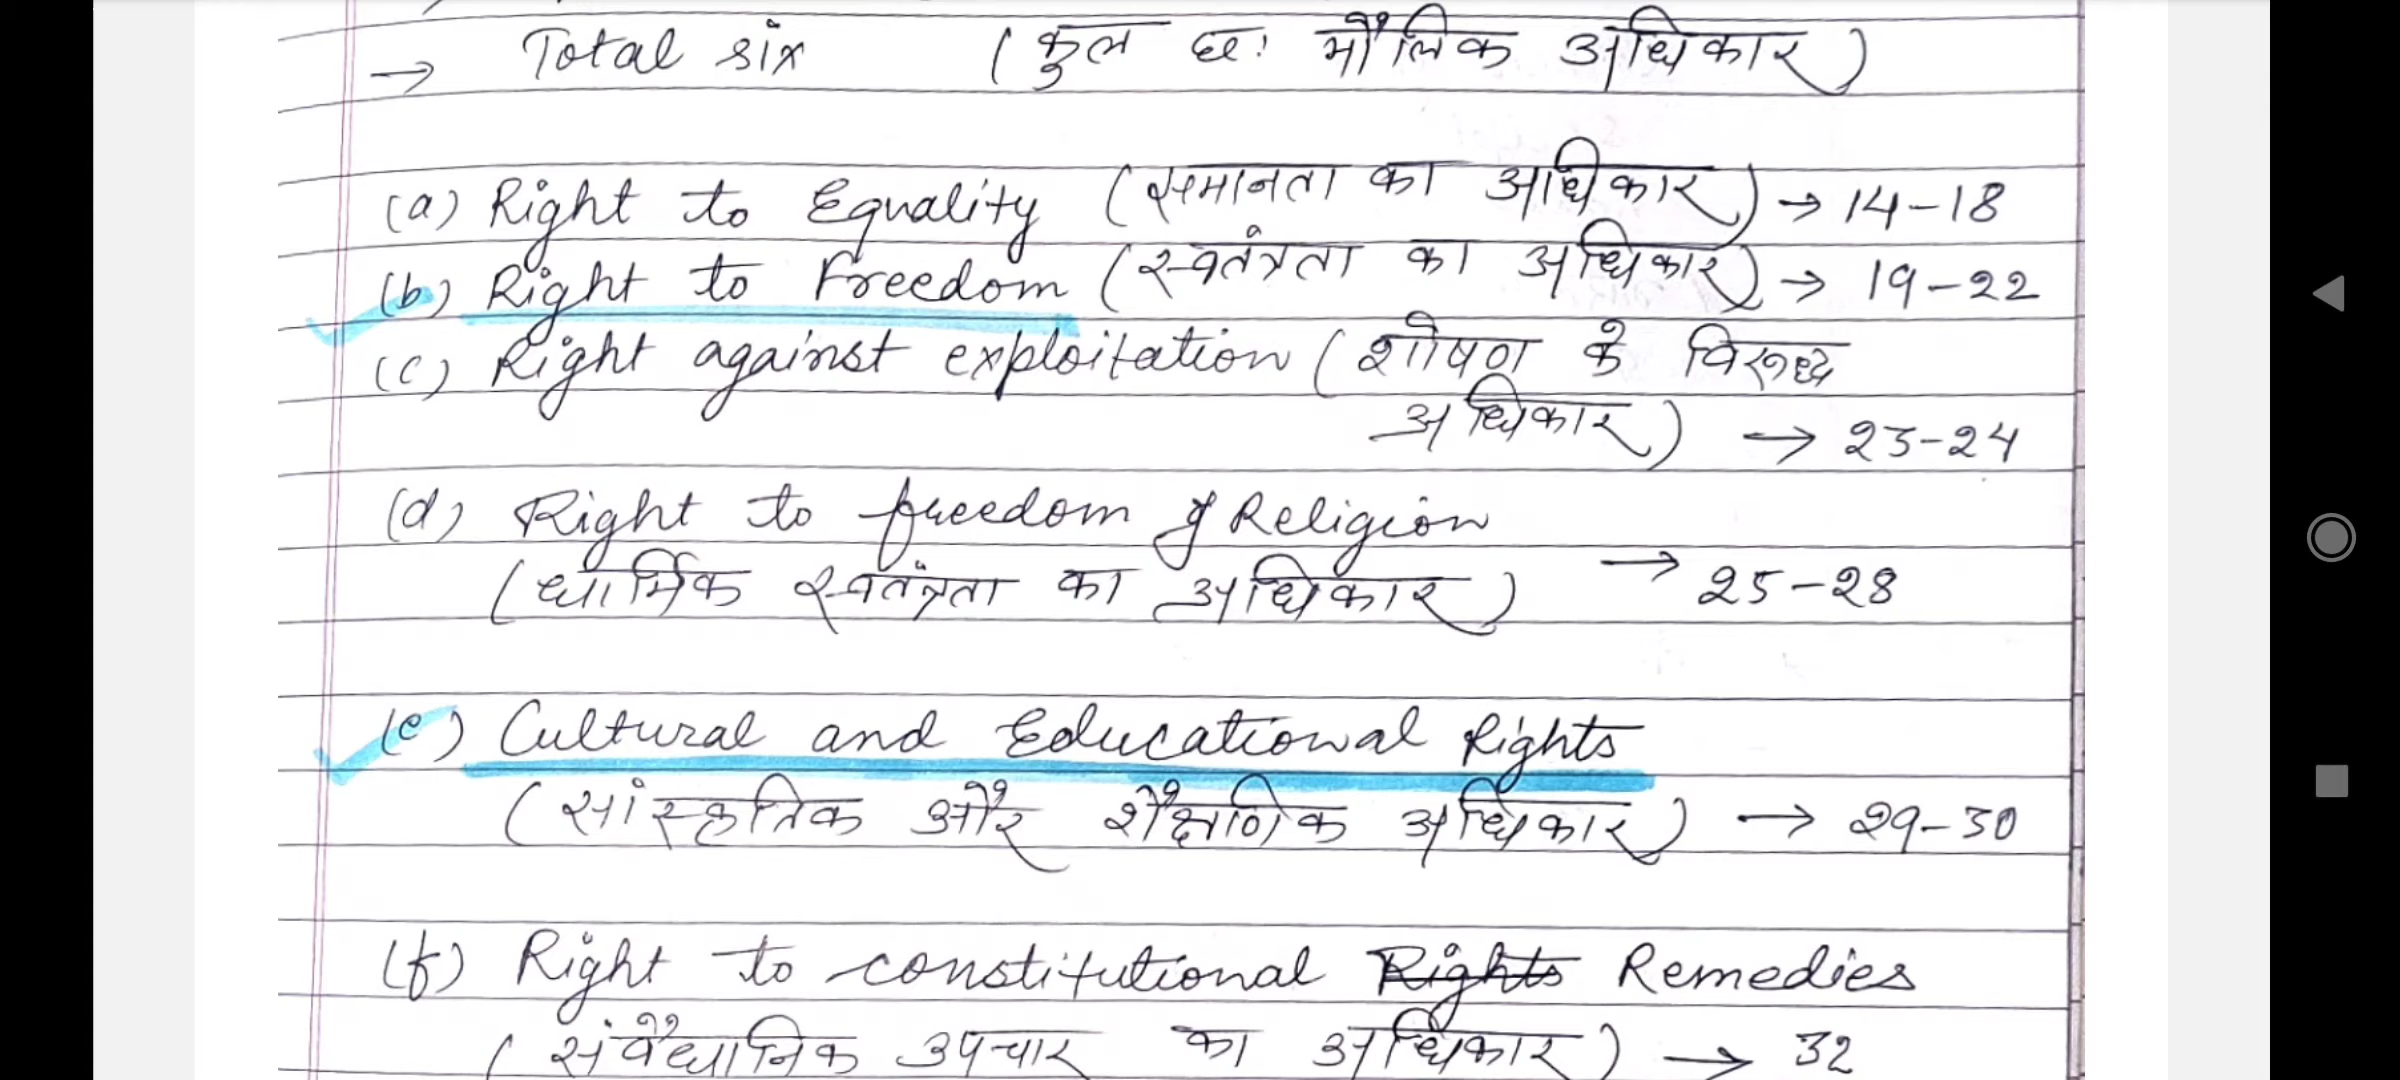 → Total six (कुल छः मौलिक अधिकार)
(a) Right to Equality (समानता का अधिकार) → 14-18
(b) Right to Freedom (स्वतंत्रता का अधिकार) → 19-22
(c) Right against exploitation (शोषण के विरुद्ध
अधिकार) → 23-24
(d) Right to freedom of Religion
(धार्मिक स्वतंत्रता का अधिकार) → 25-28
(e) Cultural and Educational Rights
(सांस्कृतिक और शैक्षणिक अधिकार) → 29-30
(f) Right to constitutional Rights Remedies
(संवैधानिक उपचार का अधिकार) → 32